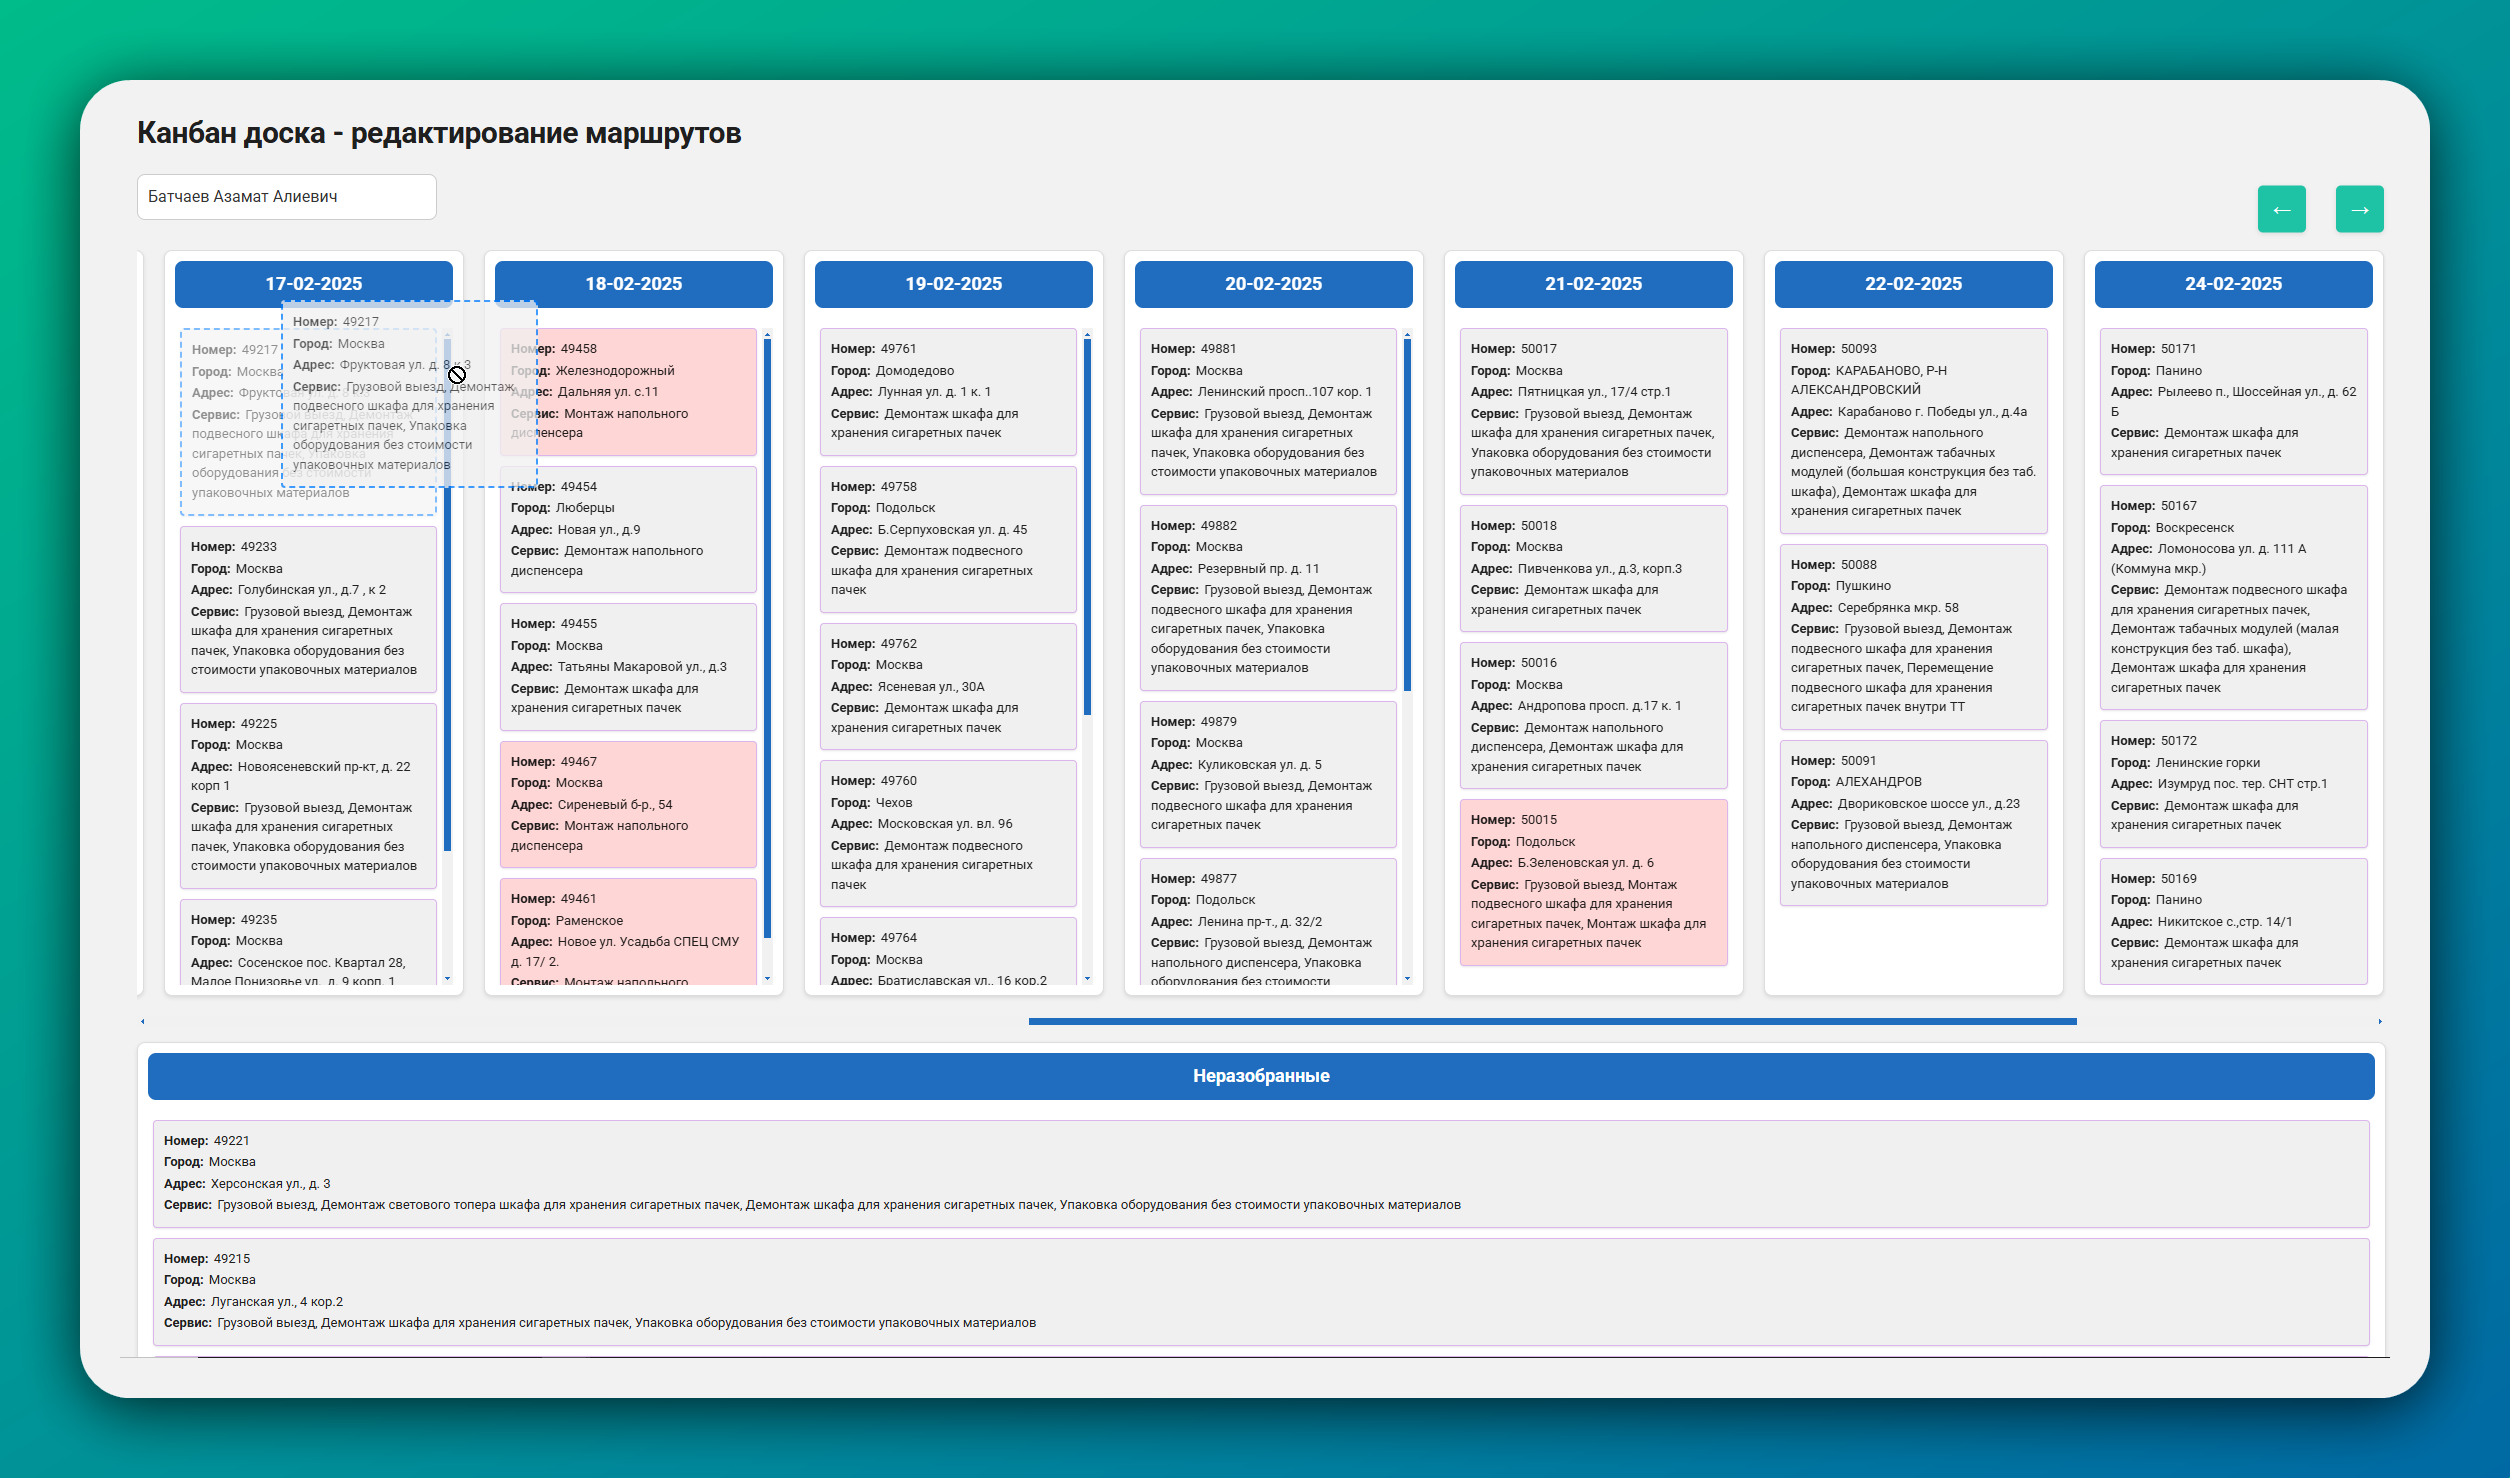 Канбан доска - редактирование маршрутов
Батчаев Азамат Алиевич
← →
17-02-2025
Номер: 49217
Город: Москва
Адрес: Фруктовая ул. д. 8 к 3
Сервис: Грузовой выезд, Демонтаж
подвесного шкафа для хранения
сигаретных пачек, Упаковка
оборудования без стоимости
упаковочных материалов
Номер: 49217
Город: Москва
Адрес: Фруктовая ул. д. 8 к 3
Сервис: Грузовой выезд, Демонтаж
подвесного шкафа для хранения
сигаретных пачек, Упаковка
оборудования без стоимости
упаковочных материалов
Номер: 49233
Город: Москва
Адрес: Голубинская ул., д.7 , к 2
Сервис: Грузовой выезд, Демонтаж
шкафа для хранения сигаретных
пачек, Упаковка оборудования без
стоимости упаковочных материалов
Номер: 49225
Город: Москва
Адрес: Новоясеневский пр-кт, д. 22
корп 1
Сервис: Грузовой выезд, Демонтаж
шкафа для хранения сигаретных
пачек, Упаковка оборудования без
стоимости упаковочных материалов
Номер: 49235
Город: Москва
Адрес: Сосенское пос. Квартал 28,
Малое Понизовье ул., д. 9 корп. 1
18-02-2025
Номер: 49458
Город: Железнодорожный
Адрес: Дальняя ул. с.11
Сервис: Монтаж напольного
диспенсера
Номер: 49454
Город: Люберцы
Адрес: Новая ул., д.9
Сервис: Демонтаж напольного
диспенсера
Номер: 49455
Город: Москва
Адрес: Татьяны Макаровой ул., д.3
Сервис: Демонтаж шкафа для
хранения сигаретных пачек
Номер: 49467
Город: Москва
Адрес: Сиреневый б-р., 54
Сервис: Монтаж напольного
диспенсера
Номер: 49461
Город: Раменское
Адрес: Новое ул. Усадьба СПЕЦ СМУ
д. 17/ 2.
Сервис: Монтаж напольного
19-02-2025
Номер: 49761
Город: Домодедово
Адрес: Лунная ул. д. 1 к. 1
Сервис: Демонтаж шкафа для
хранения сигаретных пачек
Номер: 49758
Город: Подольск
Адрес: Б.Серпуховская ул. д. 45
Сервис: Демонтаж подвесного
шкафа для хранения сигаретных
пачек
Номер: 49762
Город: Москва
Адрес: Ясеневая ул., 30А
Сервис: Демонтаж шкафа для
хранения сигаретных пачек
Номер: 49760
Город: Чехов
Адрес: Московская ул. вл. 96
Сервис: Демонтаж подвесного
шкафа для хранения сигаретных
пачек
Номер: 49764
Город: Москва
Адрес: Братиславская ул., 16 кор.2
20-02-2025
Номер: 49881
Город: Москва
Адрес: Ленинский просп..107 кор. 1
Сервис: Грузовой выезд, Демонтаж
шкафа для хранения сигаретных
пачек, Упаковка оборудования без
стоимости упаковочных материалов
Номер: 49882
Город: Москва
Адрес: Резервный пр. д. 11
Сервис: Грузовой выезд, Демонтаж
подвесного шкафа для хранения
сигаретных пачек, Упаковка
оборудования без стоимости
упаковочных материалов
Номер: 49879
Город: Москва
Адрес: Куликовская ул. д. 5
Сервис: Грузовой выезд, Демонтаж
подвесного шкафа для хранения
сигаретных пачек
Номер: 49877
Город: Подольск
Адрес: Ленина пр-т., д. 32/2
Сервис: Грузовой выезд, Демонтаж
напольного диспенсера, Упаковка
оборудования без стоимости
21-02-2025
Номер: 50017
Город: Москва
Адрес: Пятницкая ул., 17/4 стр.1
Сервис: Грузовой выезд, Демонтаж
шкафа для хранения сигаретных пачек,
Упаковка оборудования без стоимости
упаковочных материалов
Номер: 50018
Город: Москва
Адрес: Пивченкова ул., д.3, корп.3
Сервис: Демонтаж шкафа для
хранения сигаретных пачек
Номер: 50016
Город: Москва
Адрес: Андропова просп. д.17 к. 1
Сервис: Демонтаж напольного
диспенсера, Демонтаж шкафа для
хранения сигаретных пачек
Номер: 50015
Город: Подольск
Адрес: Б.Зеленовская ул. д. 6
Сервис: Грузовой выезд, Монтаж
подвесного шкафа для хранения
сигаретных пачек, Монтаж шкафа для
хранения сигаретных пачек
22-02-2025
Номер: 50093
Город: КАРАБАНОВО, Р-Н
АЛЕКСАНДРОВСКИЙ
Адрес: Карабаново г. Победы ул., д.4а
Сервис: Демонтаж напольного
диспенсера, Демонтаж табачных
модулей (большая конструкция без таб.
шкафа), Демонтаж шкафа для
хранения сигаретных пачек
Номер: 50088
Город: Пушкино
Адрес: Серебрянка мкр. 58
Сервис: Грузовой выезд, Демонтаж
подвесного шкафа для хранения
сигаретных пачек, Перемещение
подвесного шкафа для хранения
сигаретных пачек внутри ТТ
Номер: 50091
Город: АЛЕХАНДРОВ
Адрес: Двориковское шоссе ул., д.23
Сервис: Грузовой выезд, Демонтаж
напольного диспенсера, Упаковка
оборудования без стоимости
упаковочных материалов
24-02-2025
Номер: 50171
Город: Панино
Адрес: Рылеево п., Шоссейная ул., д. 62
Б
Сервис: Демонтаж шкафа для
хранения сигаретных пачек
Номер: 50167
Город: Воскресенск
Адрес: Ломоносова ул. д. 111 А
(Коммуна мкр.)
Сервис: Демонтаж подвесного шкафа
для хранения сигаретных пачек,
Демонтаж табачных модулей (малая
конструкция без таб. шкафа),
Демонтаж шкафа для хранения
сигаретных пачек
Номер: 50172
Город: Ленинские горки
Адрес: Изумруд пос. тер. СНТ стр.1
Сервис: Демонтаж шкафа для
хранения сигаретных пачек
Номер: 50169
Город: Панино
Адрес: Никитское с.,стр. 14/1
Сервис: Демонтаж шкафа для
хранения сигаретных пачек
Неразобранные
Номер: 49221
Город: Москва
Адрес: Херсонская ул., д. 3
Сервис: Грузовой выезд, Демонтаж светового топера шкафа для хранения сигаретных пачек, Демонтаж шкафа для хранения сигаретных пачек, Упаковка оборудования без стоимости упаковочных материалов
Номер: 49215
Город: Москва
Адрес: Луганская ул., 4 кор.2
Сервис: Грузовой выезд, Демонтаж шкафа для хранения сигаретных пачек, Упаковка оборудования без стоимости упаковочных материалов